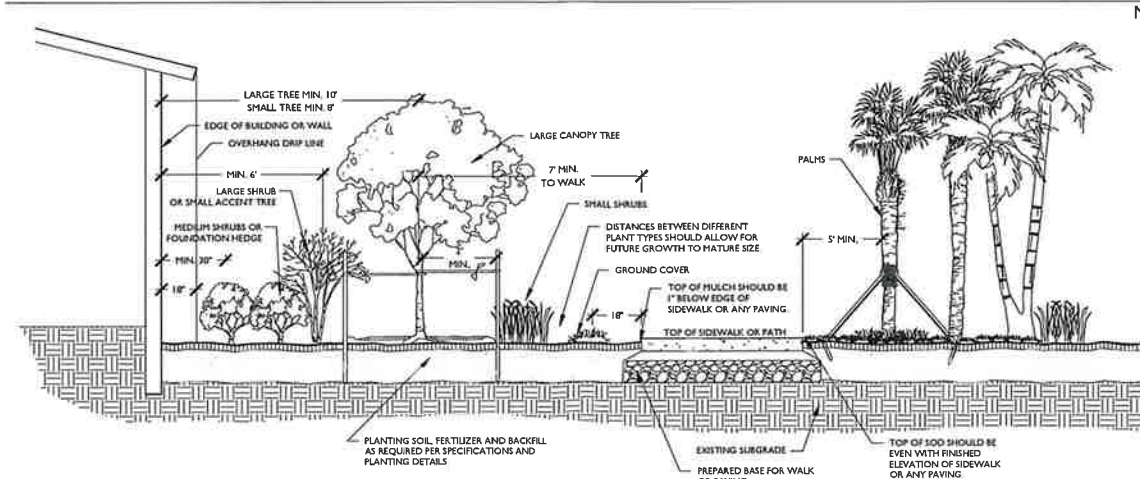 LARGE TREE MIN. 10'
SMALL TREE MIN. 8'
EDGE OF BUILDING OR WALL
OVERHANG DRIP LINE
LARGE CANOPY TREE
MIN. 6'
7' MIN.
TO WALK
PALMS
LARGE SHRUB
OR SMALL ACCENT TREE
SMALL SHRUBS
MEDIUM SHRUBS OR
FOUNDATION HEDGE
DISTANCES BETWEEN DIFFERENT
PLANT TYPES SHOULD ALLOW FOR
FUTURE GROWTH TO MATURE SIZE
5' MIN.
MIN. 30"
MIN.
GROUND COVER
18"
TOP OF MULCH SHOULD BE
1" BELOW EDGE OF
SIDEWALK OR ANY PAVING.
18"
TOP OF SIDEWALK OR PATH
PLANTING SOIL, FERTILIZER AND BACKFILL
AS REQUIRED PER SPECIFICATIONS AND
PLANTING DETAILS
EXISTING SUBGRADE
PREPARED BASE FOR WALK
TOP OF SOD SHOULD BE
EVEN WITH FINISHED
ELEVATION OF SIDEWALK
OR ANY PAVING.